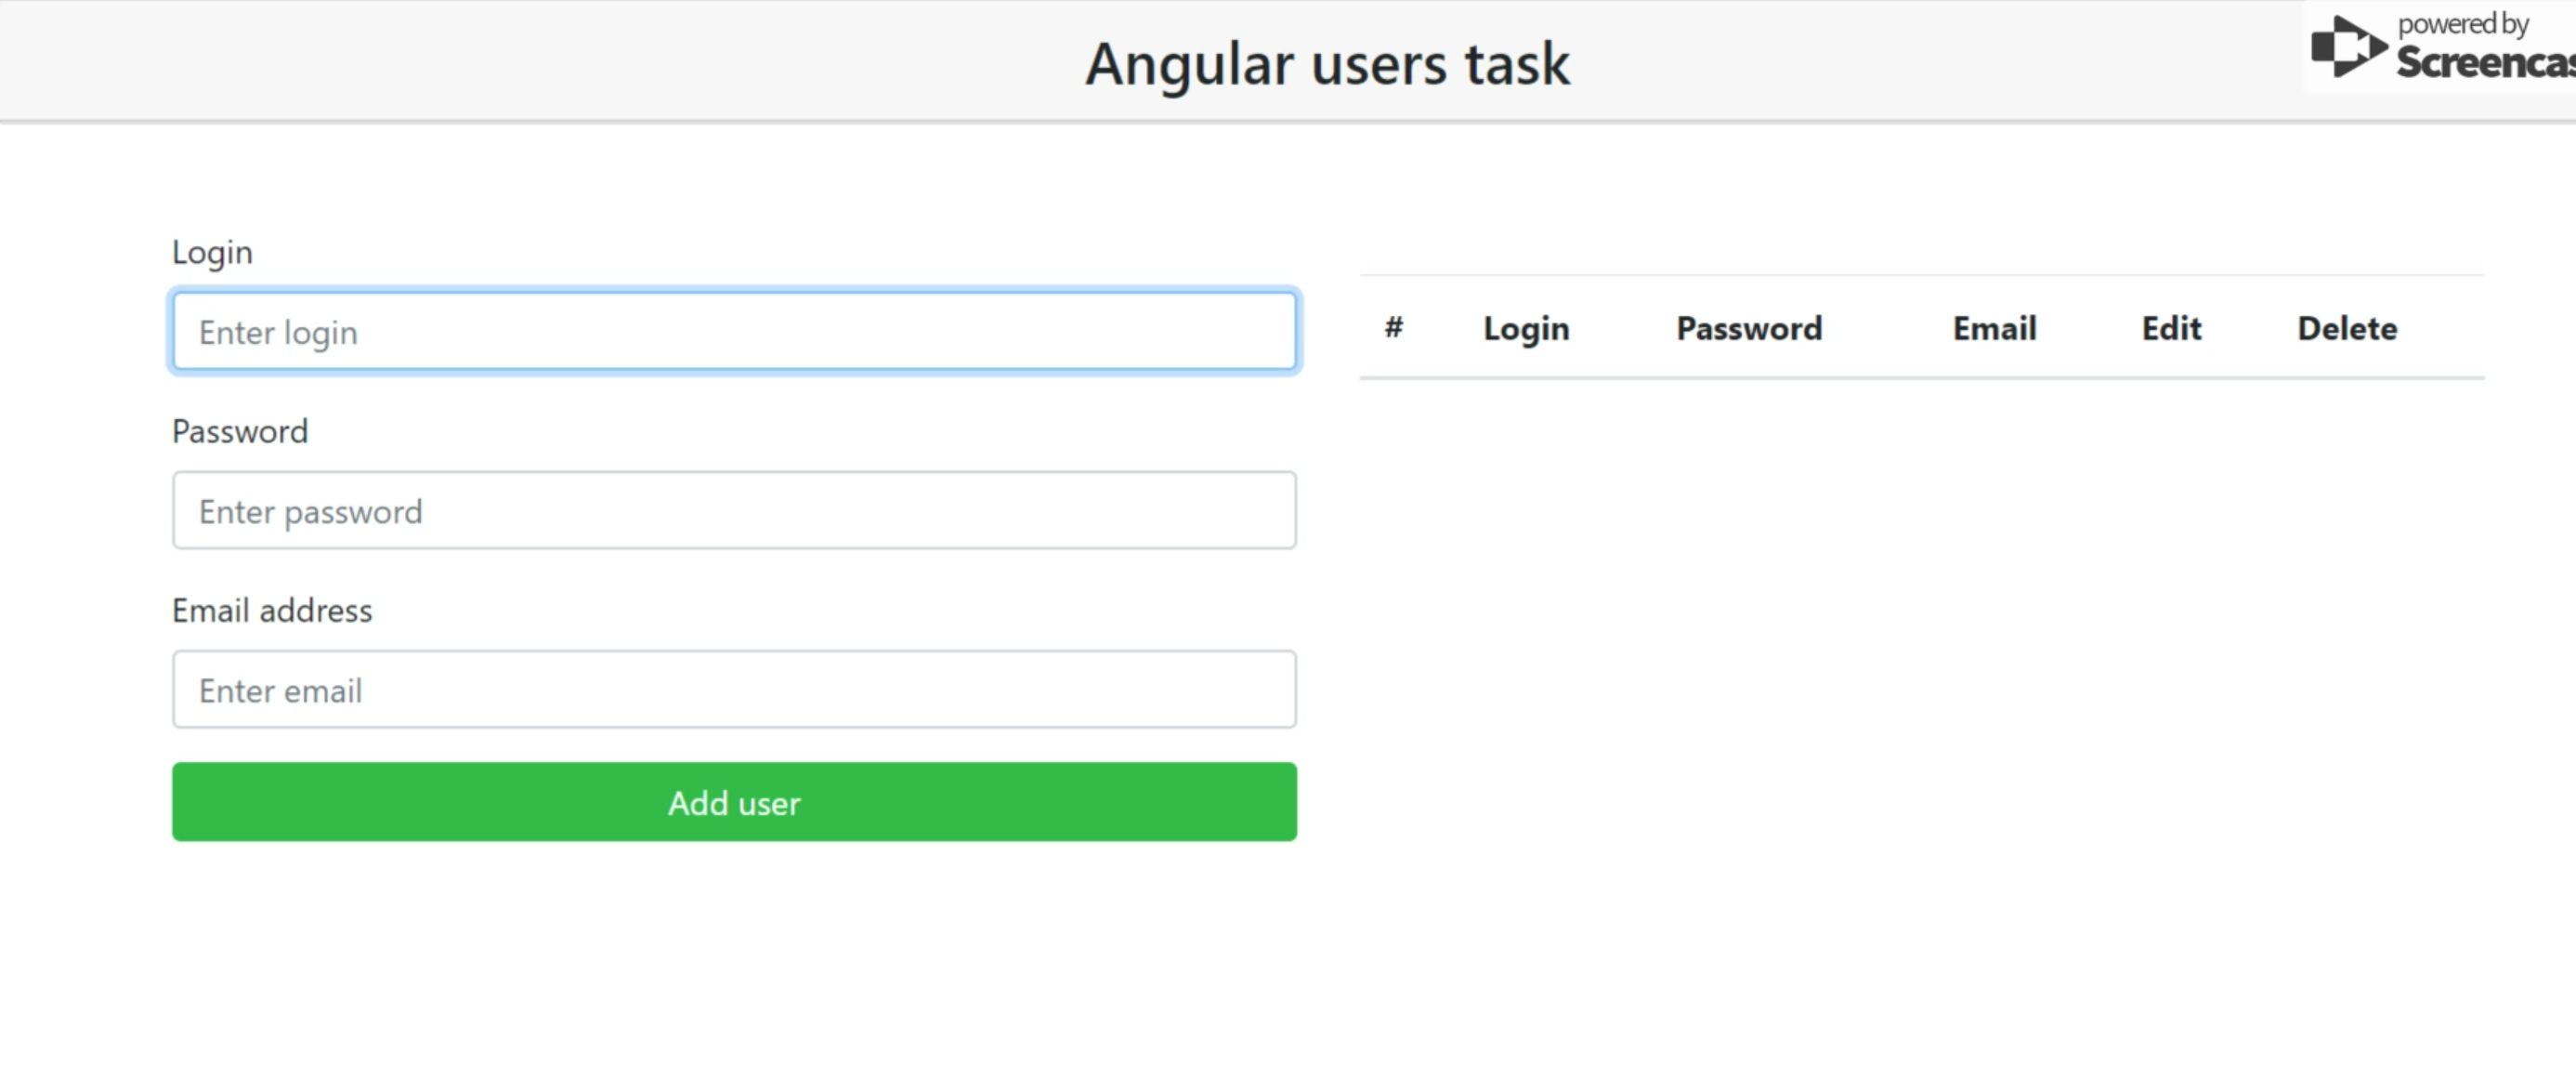 Angular users task
powered by
Screencas
Login
Enter login
Password
Enter password
Email address
Enter email
Add user
# Login Password Email Edit Delete